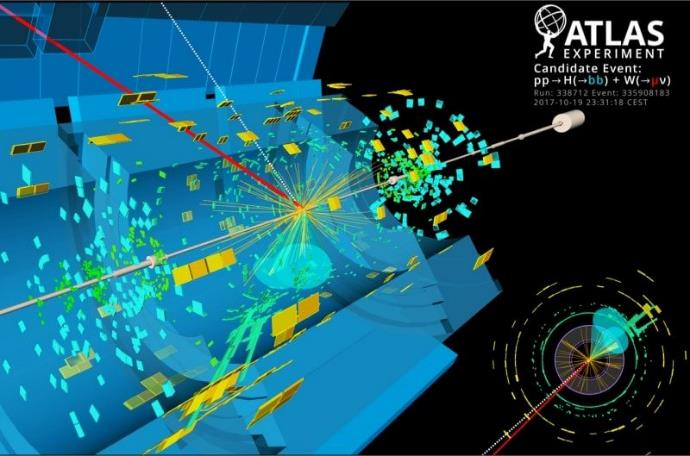 ATLAS
EXPERIMENT
Candidate Event:
pp→H(→bb) + W(→μν)
Run: 338712 Event: 335908183
2017-10-19 23:31:18 CEST